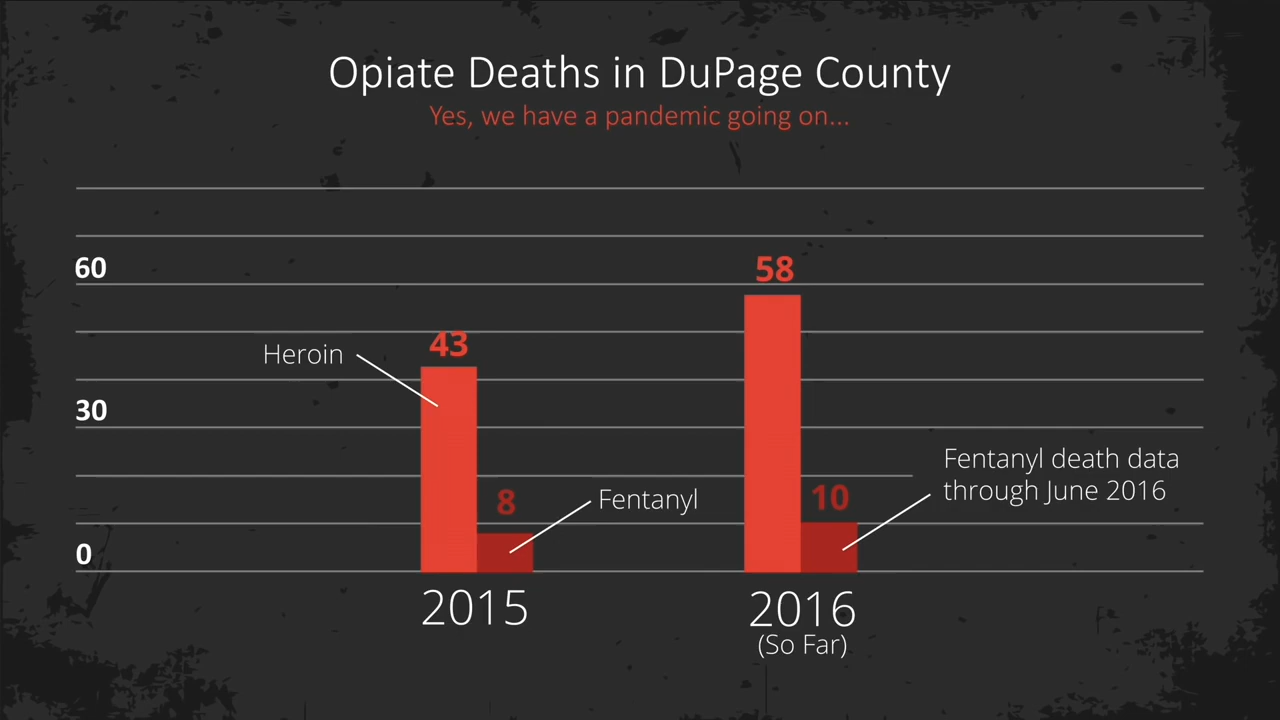 Opiate Deaths in DuPage County
Yes, we have a pandemic going on...
60
58
43
Heroin
30
Fentanyl death data
through June 2016
8
Fentanyl
10
0
2015
2016
(So Far)